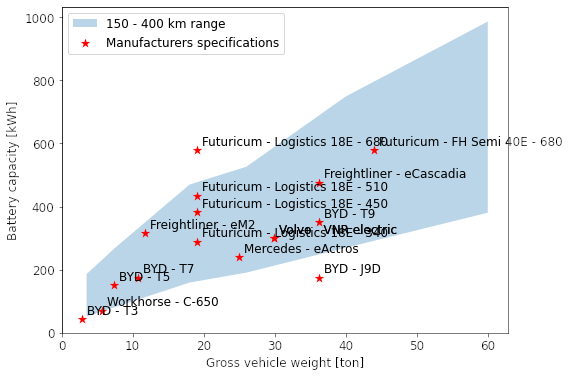 150 - 400 km range
Manufacturers specifications
1000
800
600
400
200
0
Battery capacity [kWh]
Futuricum - Logistics 18E - 680
Futuricum - FH Semi 40E - 680
Freightliner - eCascadia
Futuricum - Logistics 18E - 510
Futuricum - Logistics 18E - 450
BYD - T9
Freightliner - eM2
Futuricum - Logistics 18E - 340
Volvo - VNR electric
Mercedes - eActros
BYD - T7
BYD - J9D
BYD - T5
Workhorse - C-650
BYD - T3
0 10 20 30 40 50 60
Gross vehicle weight [ton]